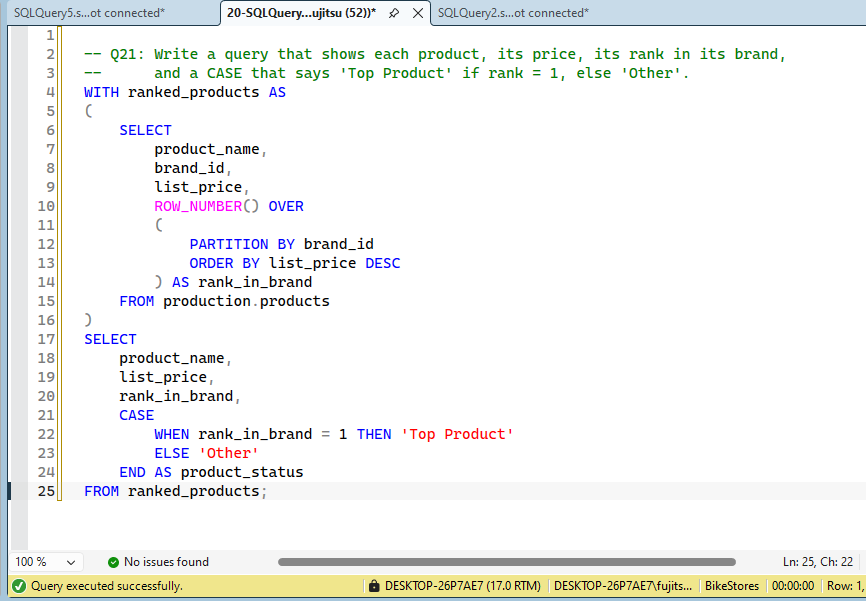 SQLQuery5.s...ot connected*
20-SQLQuery...ujitsu (52))*
SQLQuery2.s...ot connected*
1
2 -- Q21: Write a query that shows each product, its price, its rank in its brand,
3 --      and a CASE that says 'Top Product' if rank = 1, else 'Other'.
4 WITH ranked_products AS
5 (
6     SELECT
7         product_name,
8         brand_id,
9         list_price,
10         ROW_NUMBER() OVER
11         (
12             PARTITION BY brand_id
13             ORDER BY list_price DESC
14         ) AS rank_in_brand
15     FROM production.products
16 )
17 SELECT
18     product_name,
19     list_price,
20     rank_in_brand,
21     CASE
22         WHEN rank_in_brand = 1 THEN 'Top Product'
23         ELSE 'Other'
24     END AS product_status
25 FROM ranked_products;
100 % No issues found Ln: 25, Ch: 22
Query executed successfully. DESKTOP-26P7AE7 (17.0 RTM) DESKTOP-26P7AE7\fujits... BikeStores 00:00:00 Row: 1,